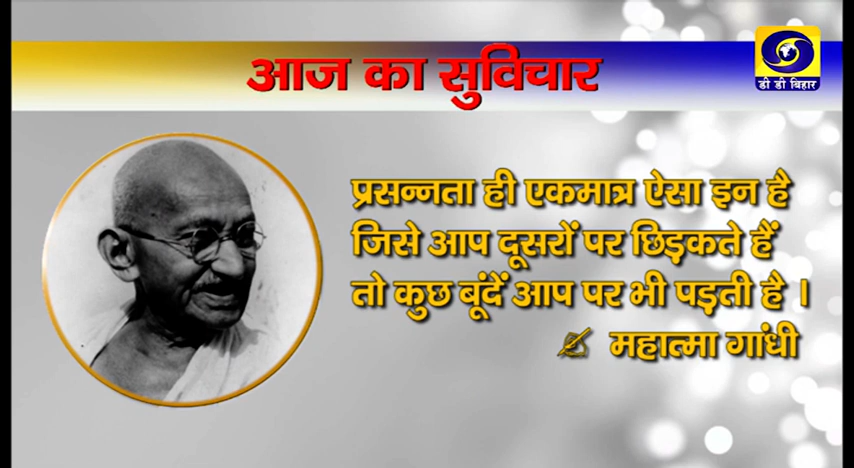 आज का सुविचार
डी डी बिहार
प्रसन्नता ही एकमात्र ऐसा इन है
जिसे आप दूसरों पर छिड़कते हैं
तो कुछ बूंदें आप पर भी पड़ती है ।
✍ महात्मा गांधी